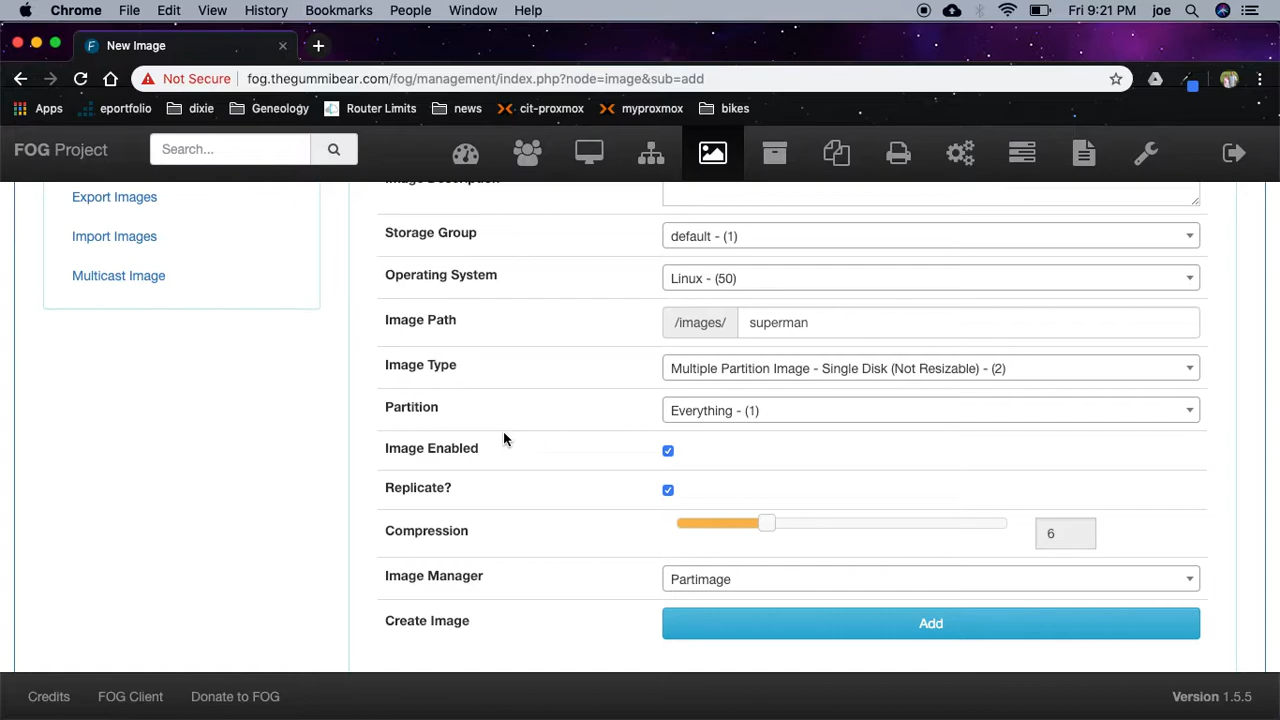 Chrome File Edit View History Bookmarks People Window Help Fri 9:21 PM joe
New Image
Not Secure fog.thegummibear.com/fog/management/index.php?node=image&sub=add
Apps eportfolio dixie Geneology Router Limits news cit-proxmox myproxmox bikes
FOG Project Search...
Export Images
Import Images
Multicast Image
Image Description
Storage Group default - (1)
Operating System Linux - (50)
Image Path /images/ superman
Image Type Multiple Partition Image - Single Disk (Not Resizable) - (2)
Partition Everything - (1)
Image Enabled
Replicate?
Compression 6
Image Manager Partimage
Create Image Add
Credits FOG Client Donate to FOG Version 1.5.5